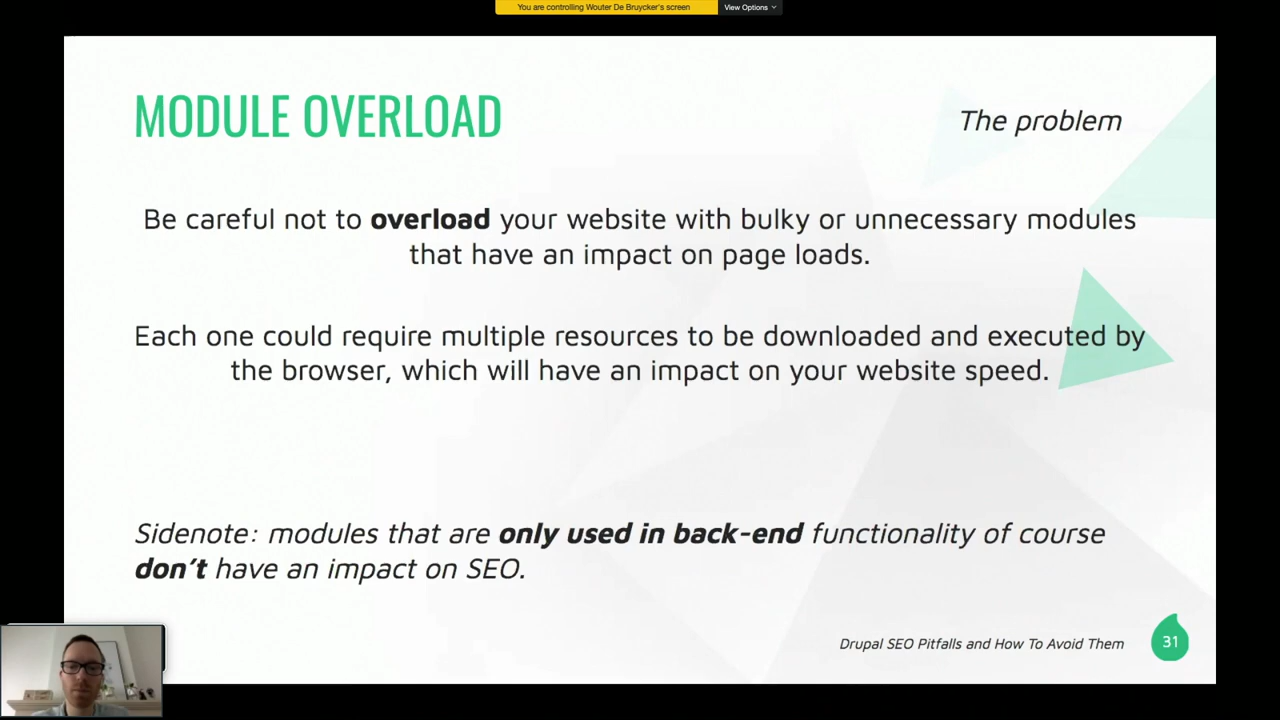 You are controlling Wouter De Bruycker's screen
View Options
MODULE OVERLOAD
The problem
Be careful not to overload your website with bulky or unnecessary modules
that have an impact on page loads.
Each one could require multiple resources to be downloaded and executed by
the browser, which will have an impact on your website speed.
Sidenote: modules that are only used in back-end functionality of course
don’t have an impact on SEO.
Drupal SEO Pitfalls and How To Avoid Them
31